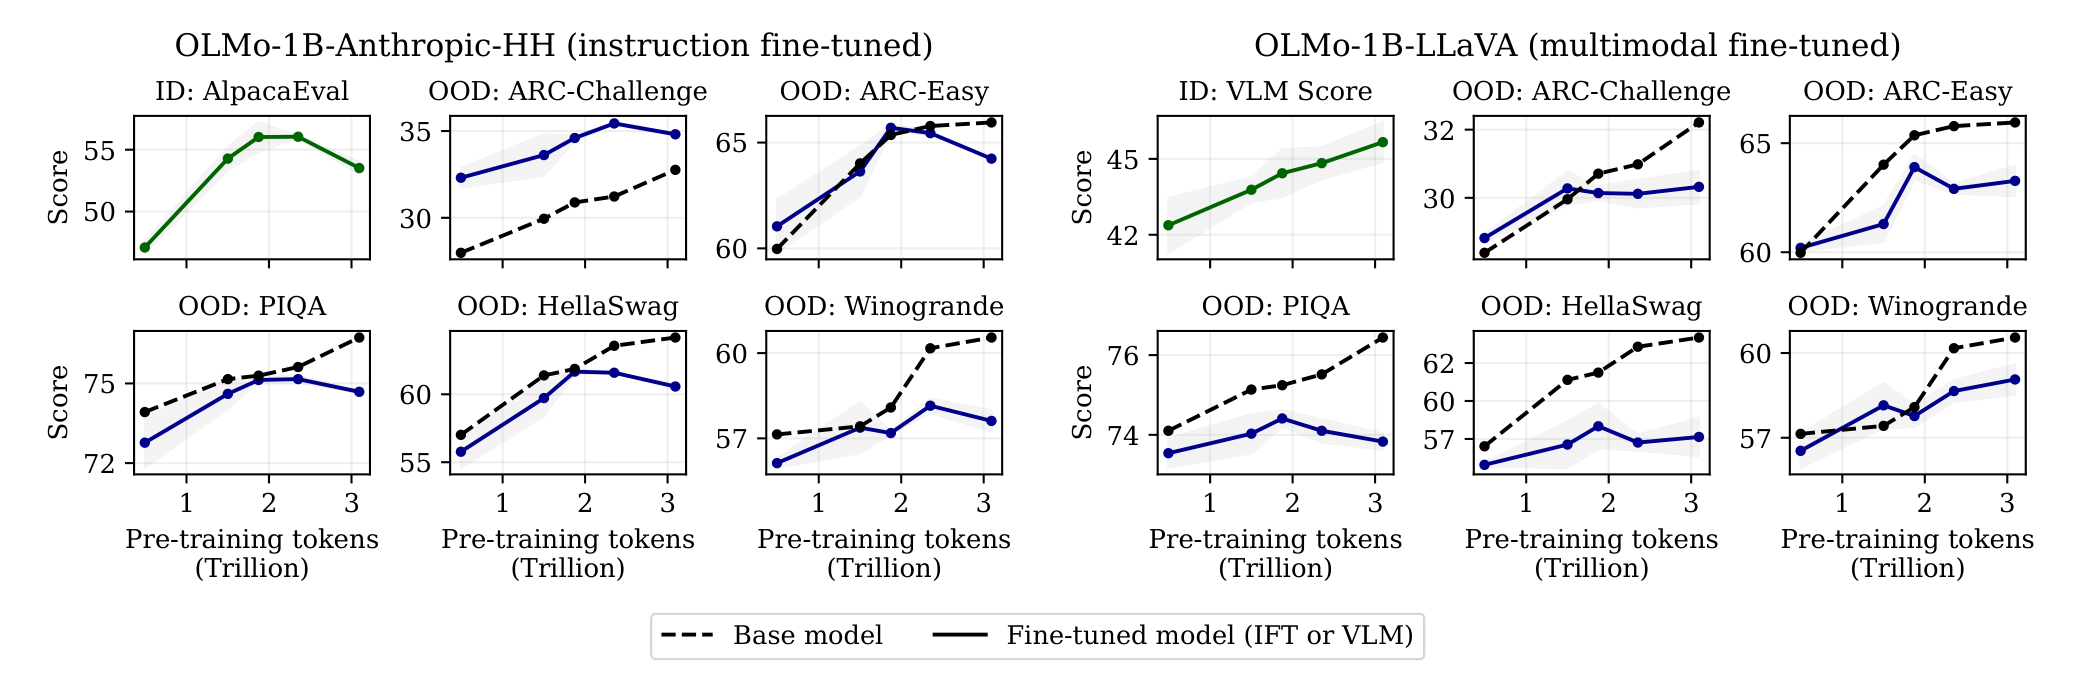 OLMo-1B-Anthropic-HH (instruction fine-tuned)
ID: AlpacaEval
OOD: ARC-Challenge
OOD: ARC-Easy
Score
55
50
35
30
65
60
OOD: PIQA
OOD: HellaSwag
OOD: Winogrande
Score
75
72
60
55
60
57
1 2 3
1 2 3
1 2 3
Pre-training tokens
(Trillion)
Pre-training tokens
(Trillion)
Pre-training tokens
(Trillion)
OLMo-1B-LLaVA (multimodal fine-tuned)
ID: VLM Score
OOD: ARC-Challenge
OOD: ARC-Easy
Score
45
42
32
30
65
60
OOD: PIQA
OOD: HellaSwag
OOD: Winogrande
Score
76
74
62
60
57
60
57
1 2 3
1 2 3
1 2 3
Pre-training tokens
(Trillion)
Pre-training tokens
(Trillion)
Pre-training tokens
(Trillion)
Base model
Fine-tuned model (IFT or VLM)